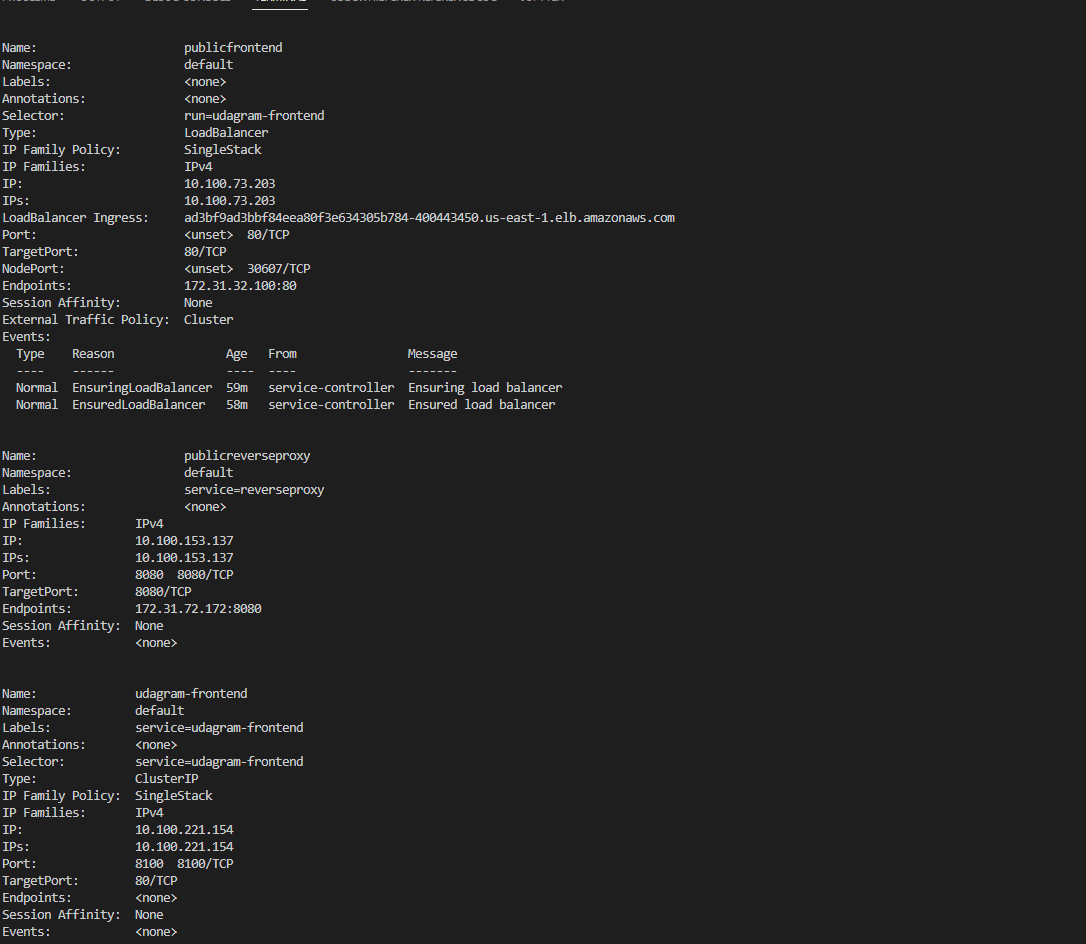 TERMINAL
Name: publicfrontend
Namespace: default
Labels: <none>
Annotations: <none>
Selector: run=udagram-frontend
Type: LoadBalancer
IP Family Policy: SingleStack
IP Families: IPv4
IP: 10.100.73.203
IPs: 10.100.73.203
LoadBalancer Ingress: ad3bf9ad3bbf84eea80f3e634305b784-400443450.us-east-1.elb.amazonaws.com
Port: <unset> 80/TCP
TargetPort: 80/TCP
NodePort: <unset> 30607/TCP
Endpoints: 172.31.32.100:80
Session Affinity: None
External Traffic Policy: Cluster
Events:
Type Reason Age From Message
---- ------ ---- ---- -------
Normal EnsuringLoadBalancer 59m service-controller Ensuring load balancer
Normal EnsuredLoadBalancer 58m service-controller Ensured load balancer
Name: publicreverseproxy
Namespace: default
Labels: service=reverseproxy
Annotations: <none>
IP Families: IPv4
IP: 10.100.153.137
IPs: 10.100.153.137
Port: 8080 8080/TCP
TargetPort: 8080/TCP
Endpoints: 172.31.72.172:8080
Session Affinity: None
Events: <none>
Name: udagram-frontend
Namespace: default
Labels: service=udagram-frontend
Annotations: <none>
Selector: service=udagram-frontend
Type: ClusterIP
IP Family Policy: SingleStack
IP Families: IPv4
IP: 10.100.221.154
IPs: 10.100.221.154
Port: 8100 8100/TCP
TargetPort: 80/TCP
Endpoints: <none>
Session Affinity: None
Events: <none>